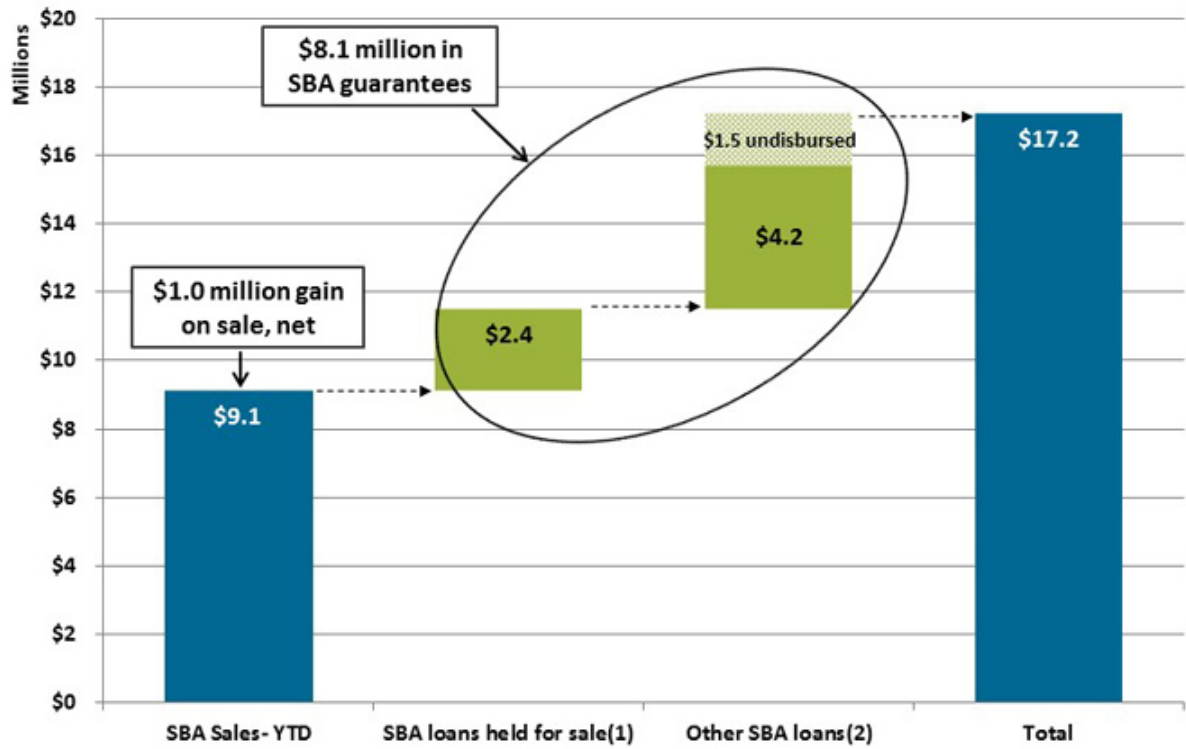 Millions
$20
$18
$16
$14
$12
$10
$8
$6
$4
$2
$0
$8.1 million in
SBA guarantees
$1.0 million gain
on sale, net
$9.1
$2.4
$1.5 undisbursed
$4.2
$17.2
SBA Sales- YTD
SBA loans held for sale(1)
Other SBA loans(2)
Total